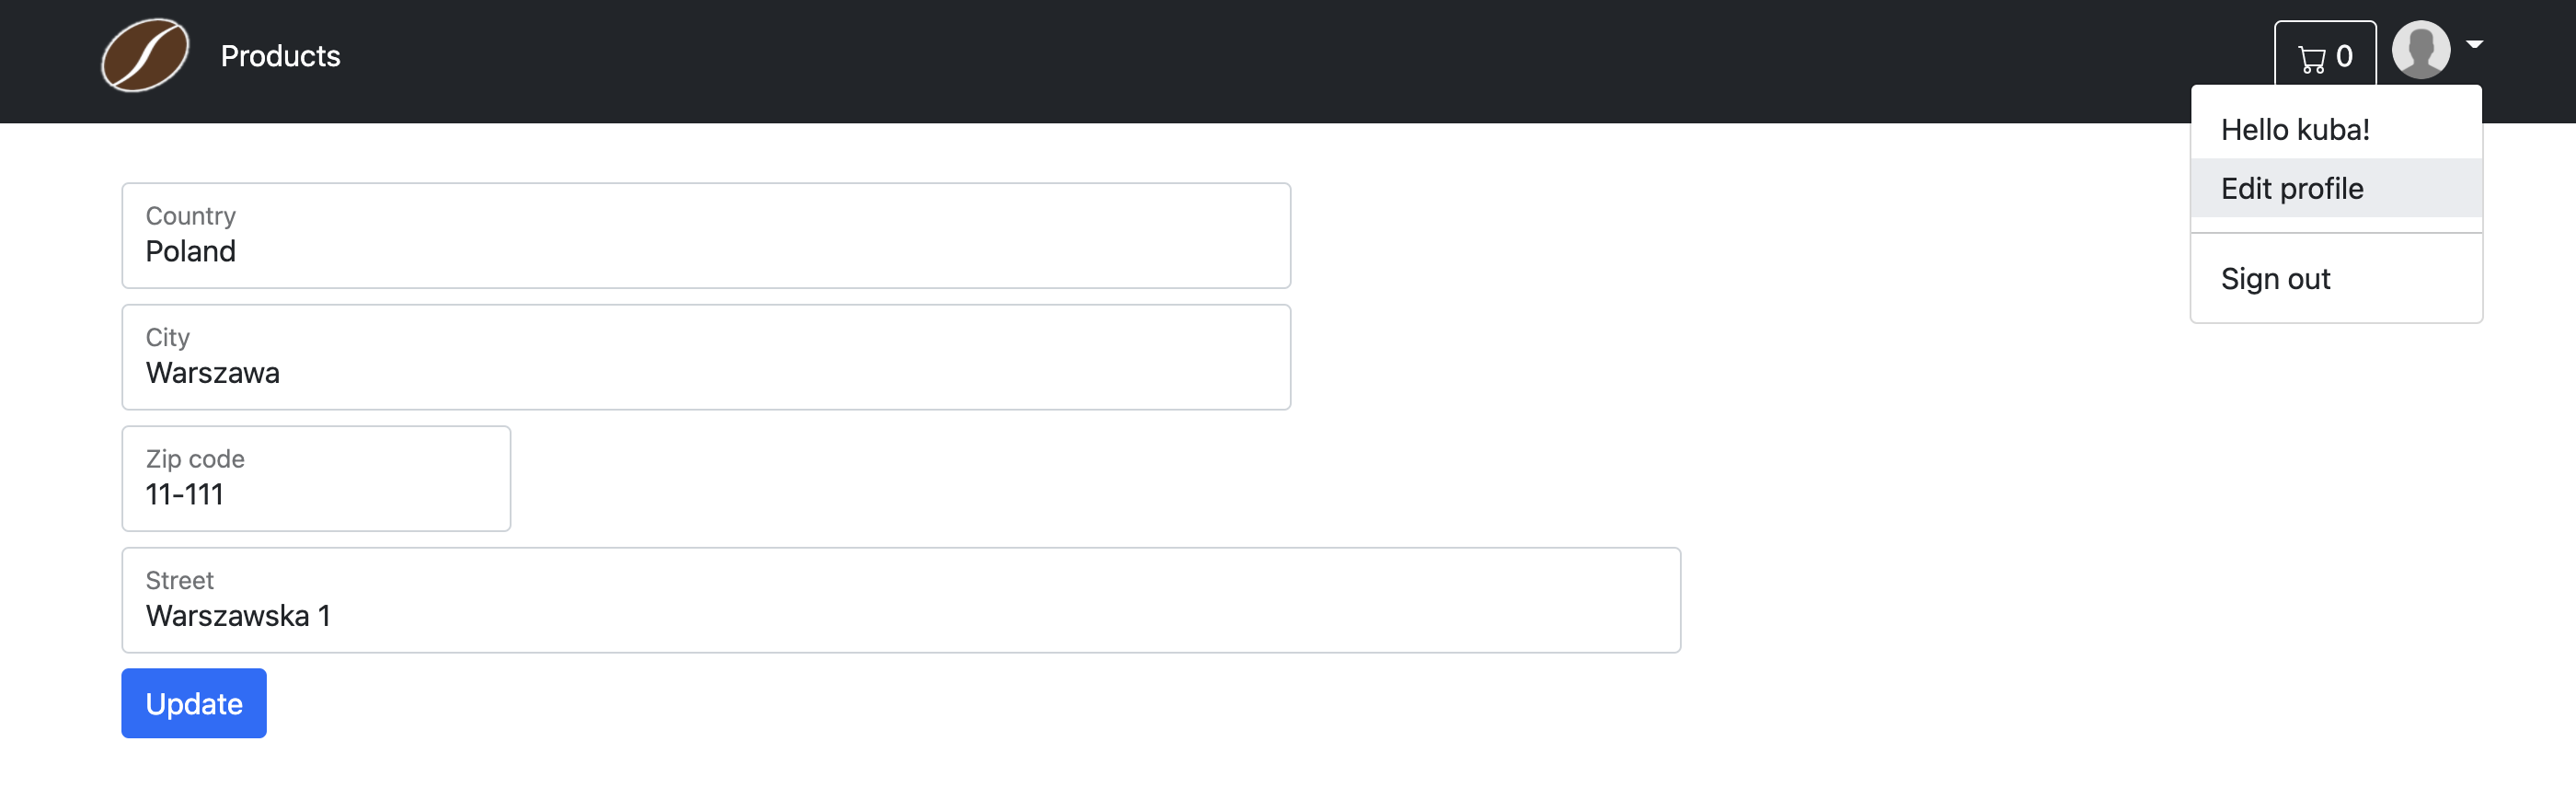 Products
0
Hello kuba!
Edit profile
Sign out
Country
Poland
City
Warszawa
Zip code
11-111
Street
Warszawska 1
Update